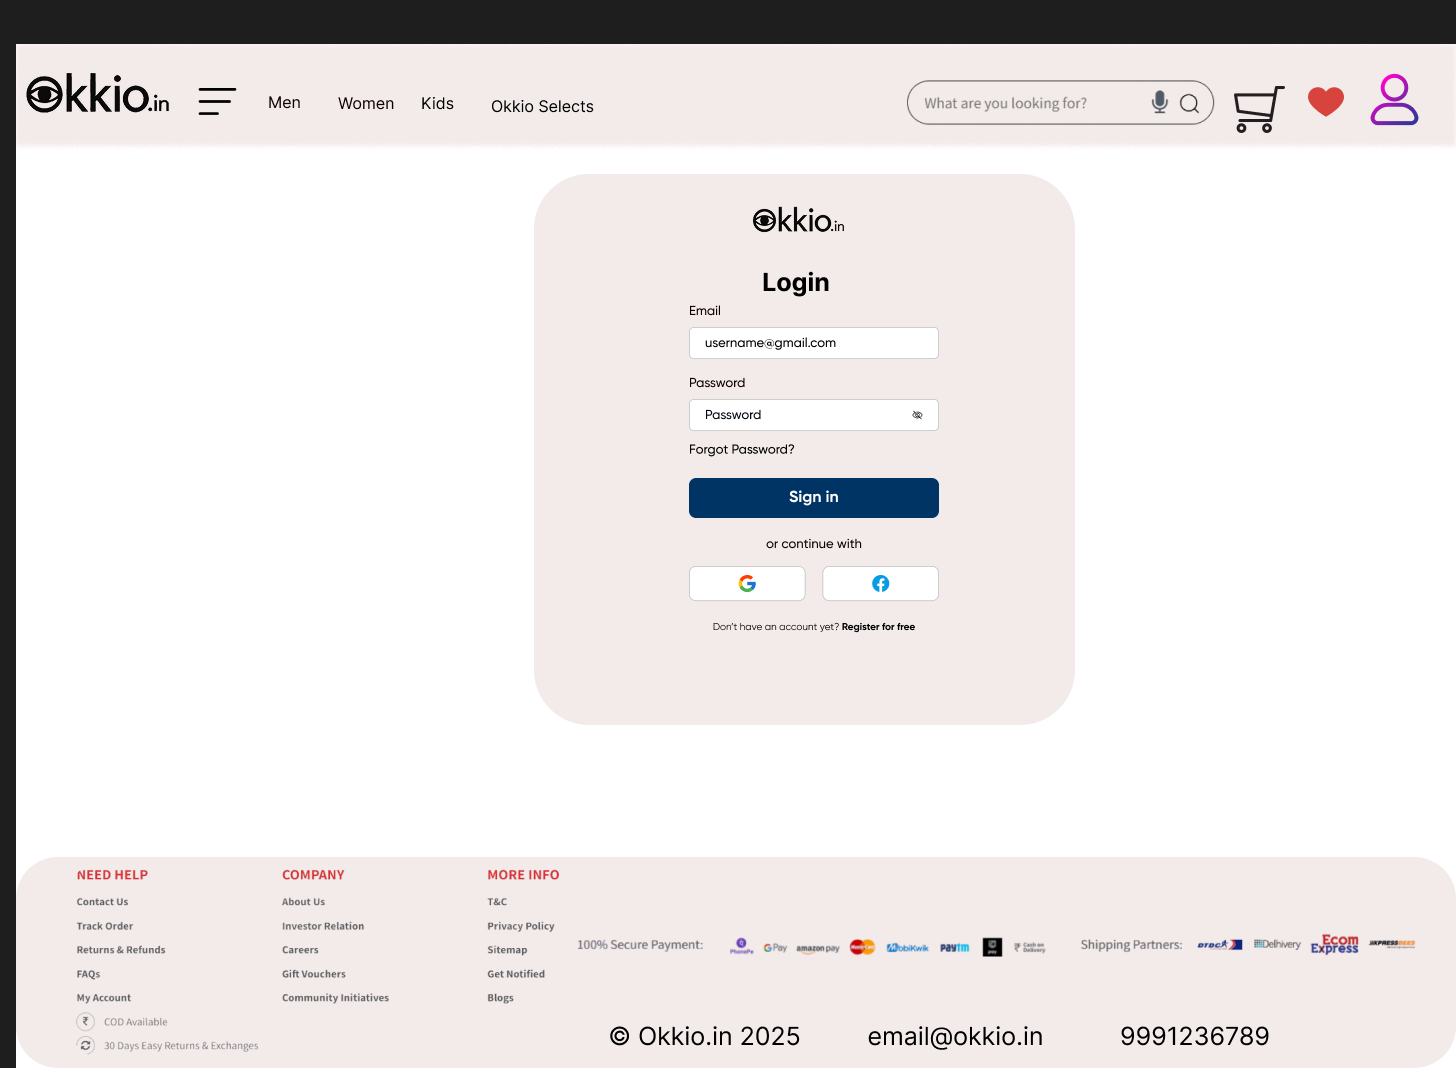 Okkio.in
Men Women Kids Okkio Selects
What are you looking for?
Okkio.in
Login
Email
username@gmail.com
Password
Password
Forgot Password?
Sign in
or continue with
Don't have an account yet? Register for free
NEED HELP
Contact Us
Track Order
Returns & Refunds
FAQs
My Account
COD Available
30 Days Easy Returns & Exchanges
COMPANY
About Us
Investor Relation
Careers
Gift Vouchers
Community Initiatives
MORE INFO
T&C
Privacy Policy
Sitemap
Get Notified
Blogs
100% Secure Payment:
PhonePe G Pay amazon pay MasterCard MobiKwik paytm Cash on Delivery
Shipping Partners:
DTDC Delhivery Ecom Express XPRESSBEES
© Okkio.in 2025 email@okkio.in 9991236789